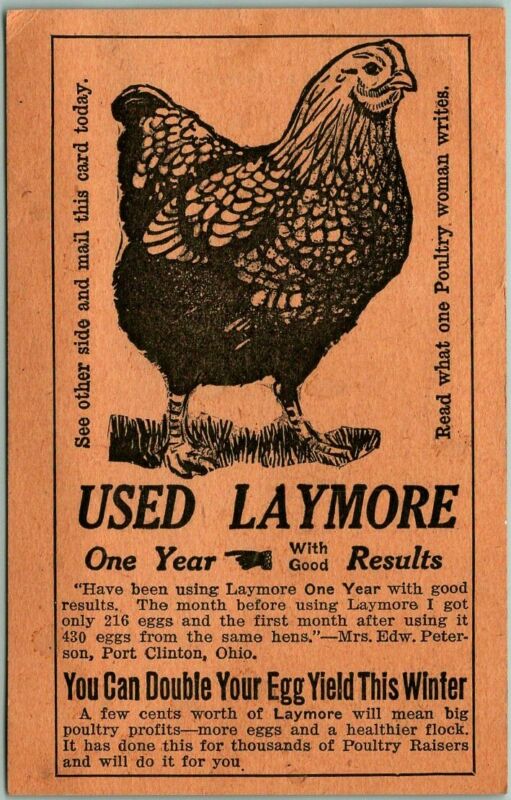 See other side and mail this card today.
Read what one Poultry woman writes.
USED LAYMORE
One Year With Good Results
"Have been using Laymore One Year with good
results. The month before using Laymore I got
only 216 eggs and the first month after using it
430 eggs from the same hens."—Mrs. Edw. Peter-
son, Port Clinton, Ohio.
You Can Double Your Egg Yield This Winter
A few cents worth of Laymore will mean big
poultry profits—more eggs and a healthier flock.
It has done this for thousands of Poultry Raisers
and will do it for you